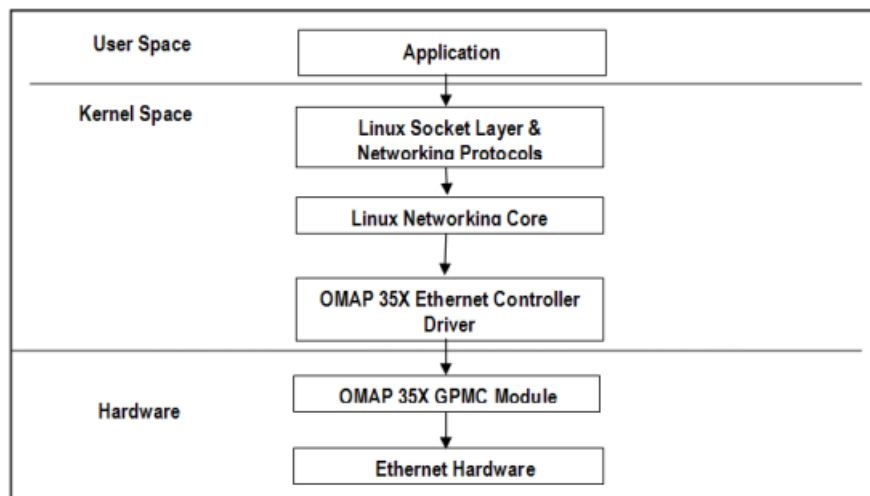 User Space
Application
Kernel Space
Linux Socket Layer &
Networking Protocols
Linux Networking Core
OMAP 35X Ethernet Controller
Driver
Hardware
OMAP 35X GPMC Module
Ethernet Hardware